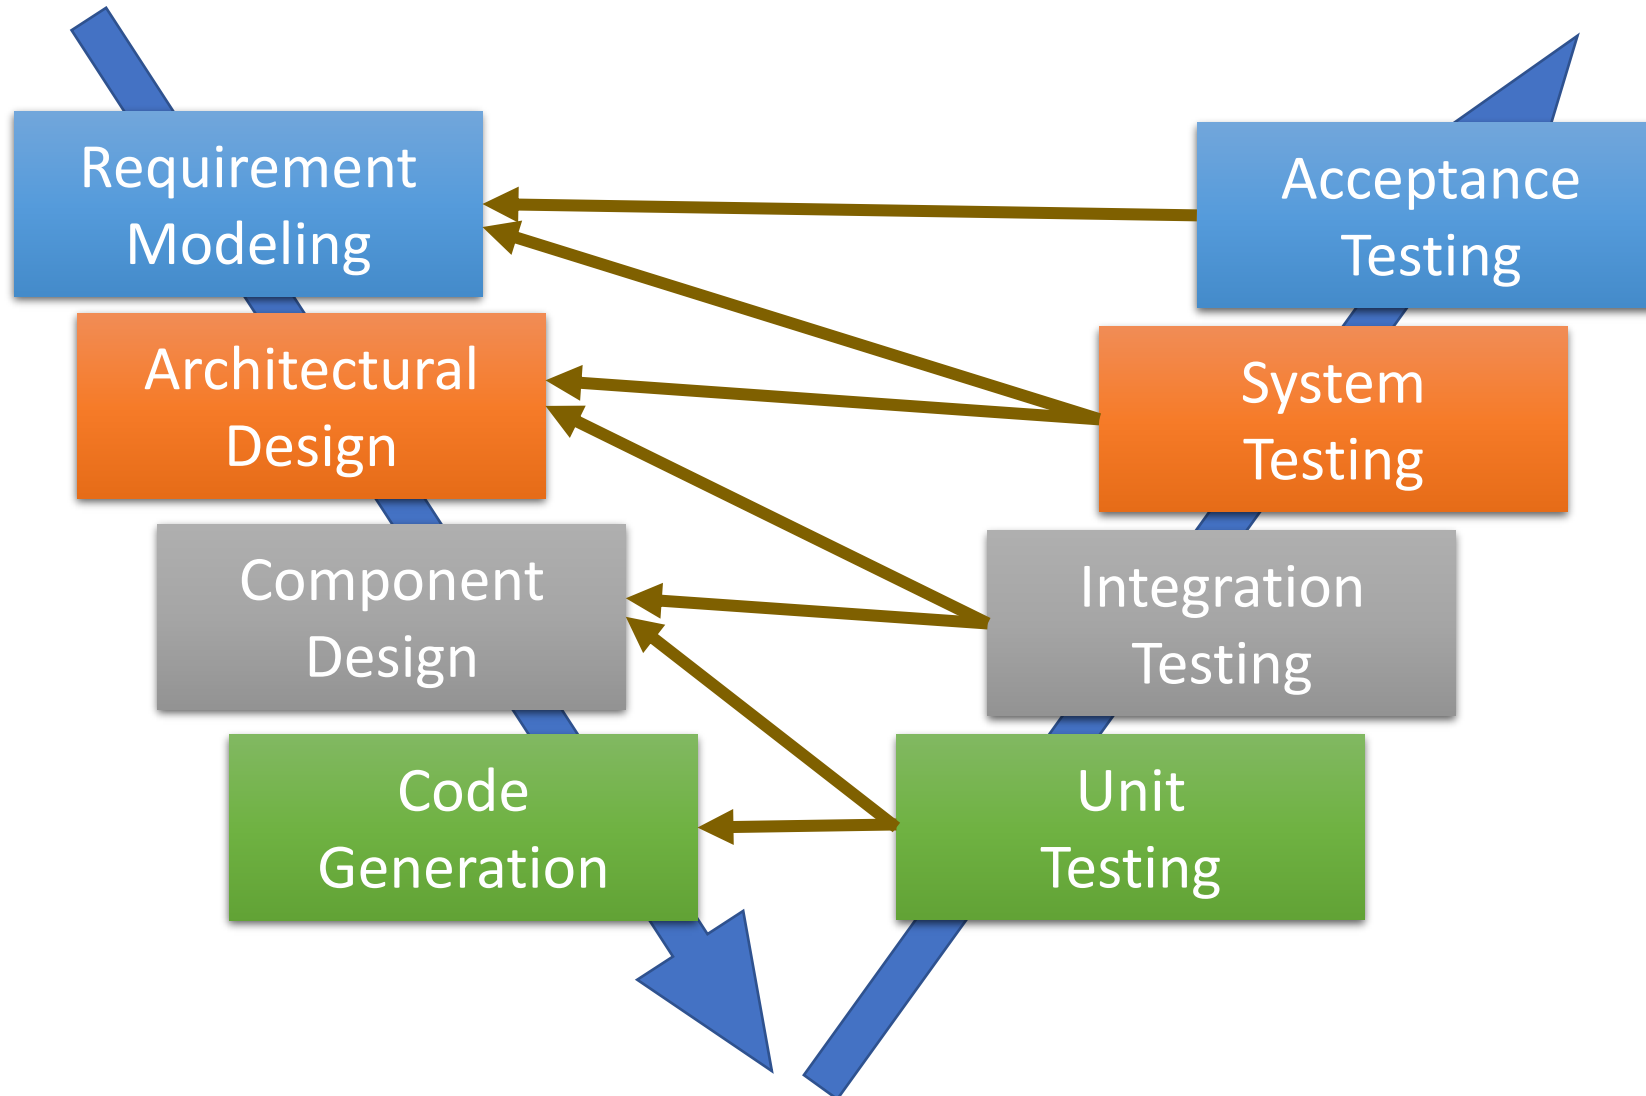 Requirement
Modeling
Acceptance
Testing
Architectural
Design
System
Testing
Component
Design
Integration
Testing
Code
Generation
Unit
Testing